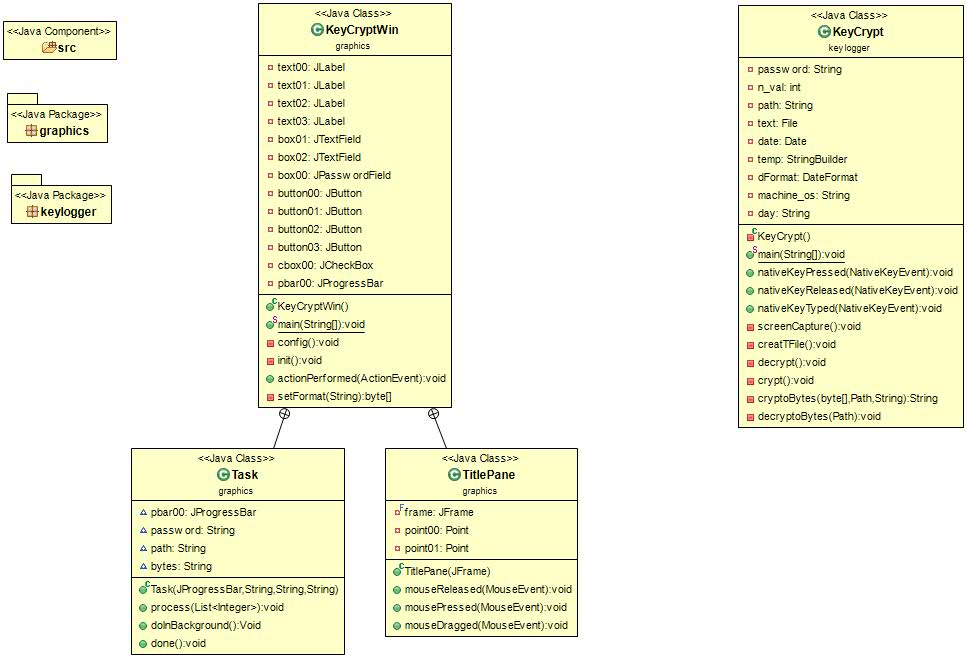 <<Java Component>>
src
<<Java Package>>
graphics
<<Java Package>>
keylogger
<<Java Class>>
KeyCryptWin
graphics
text00: JLabel
text01: JLabel
text02: JLabel
text03: JLabel
box01: JTextField
box02: JTextField
box00: JPasswordField
button00: JButton
button01: JButton
button02: JButton
button03: JButton
cbox00: JCheckBox
pbar00: JProgressBar
KeyCryptWin()
main(String[]):void
config():void
init():void
actionPerformed(ActionEvent):void
setFormat(String):byte[]
<<Java Class>>
Task
graphics
pbar00: JProgressBar
password: String
path: String
bytes: String
Task(JProgressBar,String,String,String)
process(List<Integer>):void
doInBackground():Void
done():void
<<Java Class>>
TitlePane
graphics
frame: JFrame
point00: Point
point01: Point
TitlePane(JFrame)
mouseReleased(MouseEvent):void
mousePressed(MouseEvent):void
mouseDragged(MouseEvent):void
<<Java Class>>
KeyCrypt
keylogger
password: String
n_val: int
path: String
text: File
date: Date
temp: StringBuilder
dFormat: DateFormat
machine_os: String
day: String
KeyCrypt()
main(String[]):void
nativeKeyPressed(NativeKeyEvent):void
nativeKeyReleased(NativeKeyEvent):void
nativeKeyTyped(NativeKeyEvent):void
screenCapture():void
creatTFile():void
decrypt():void
crypt():void
cryptoBytes(byte[],Path,String):String
decryptoBytes(Path):void